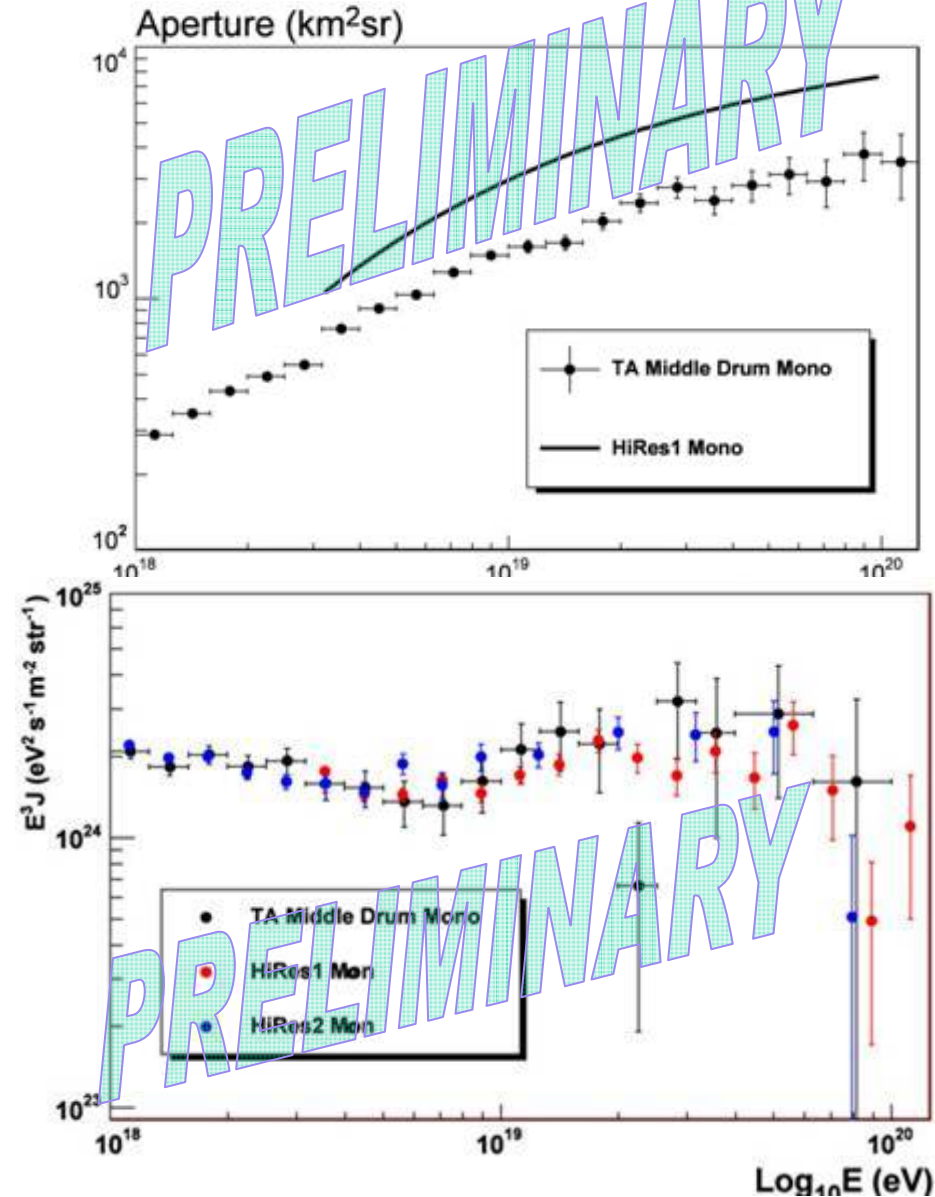 Aperture (km²sr)
10⁴
10³
10²
10¹⁸
10¹⁹
10²⁰
TA Middle Drum Mono
HiRes1 Mono
PRELIMINARY
E³J (eV² s⁻¹ m⁻² str⁻¹)
10²⁵
10²⁴
10²³
10¹⁸
10¹⁹
10²⁰
TA Middle Drum Mono
HiRes1 Mon
HiRes2 Mon
PRELIMINARY
Log₁₀E (eV)